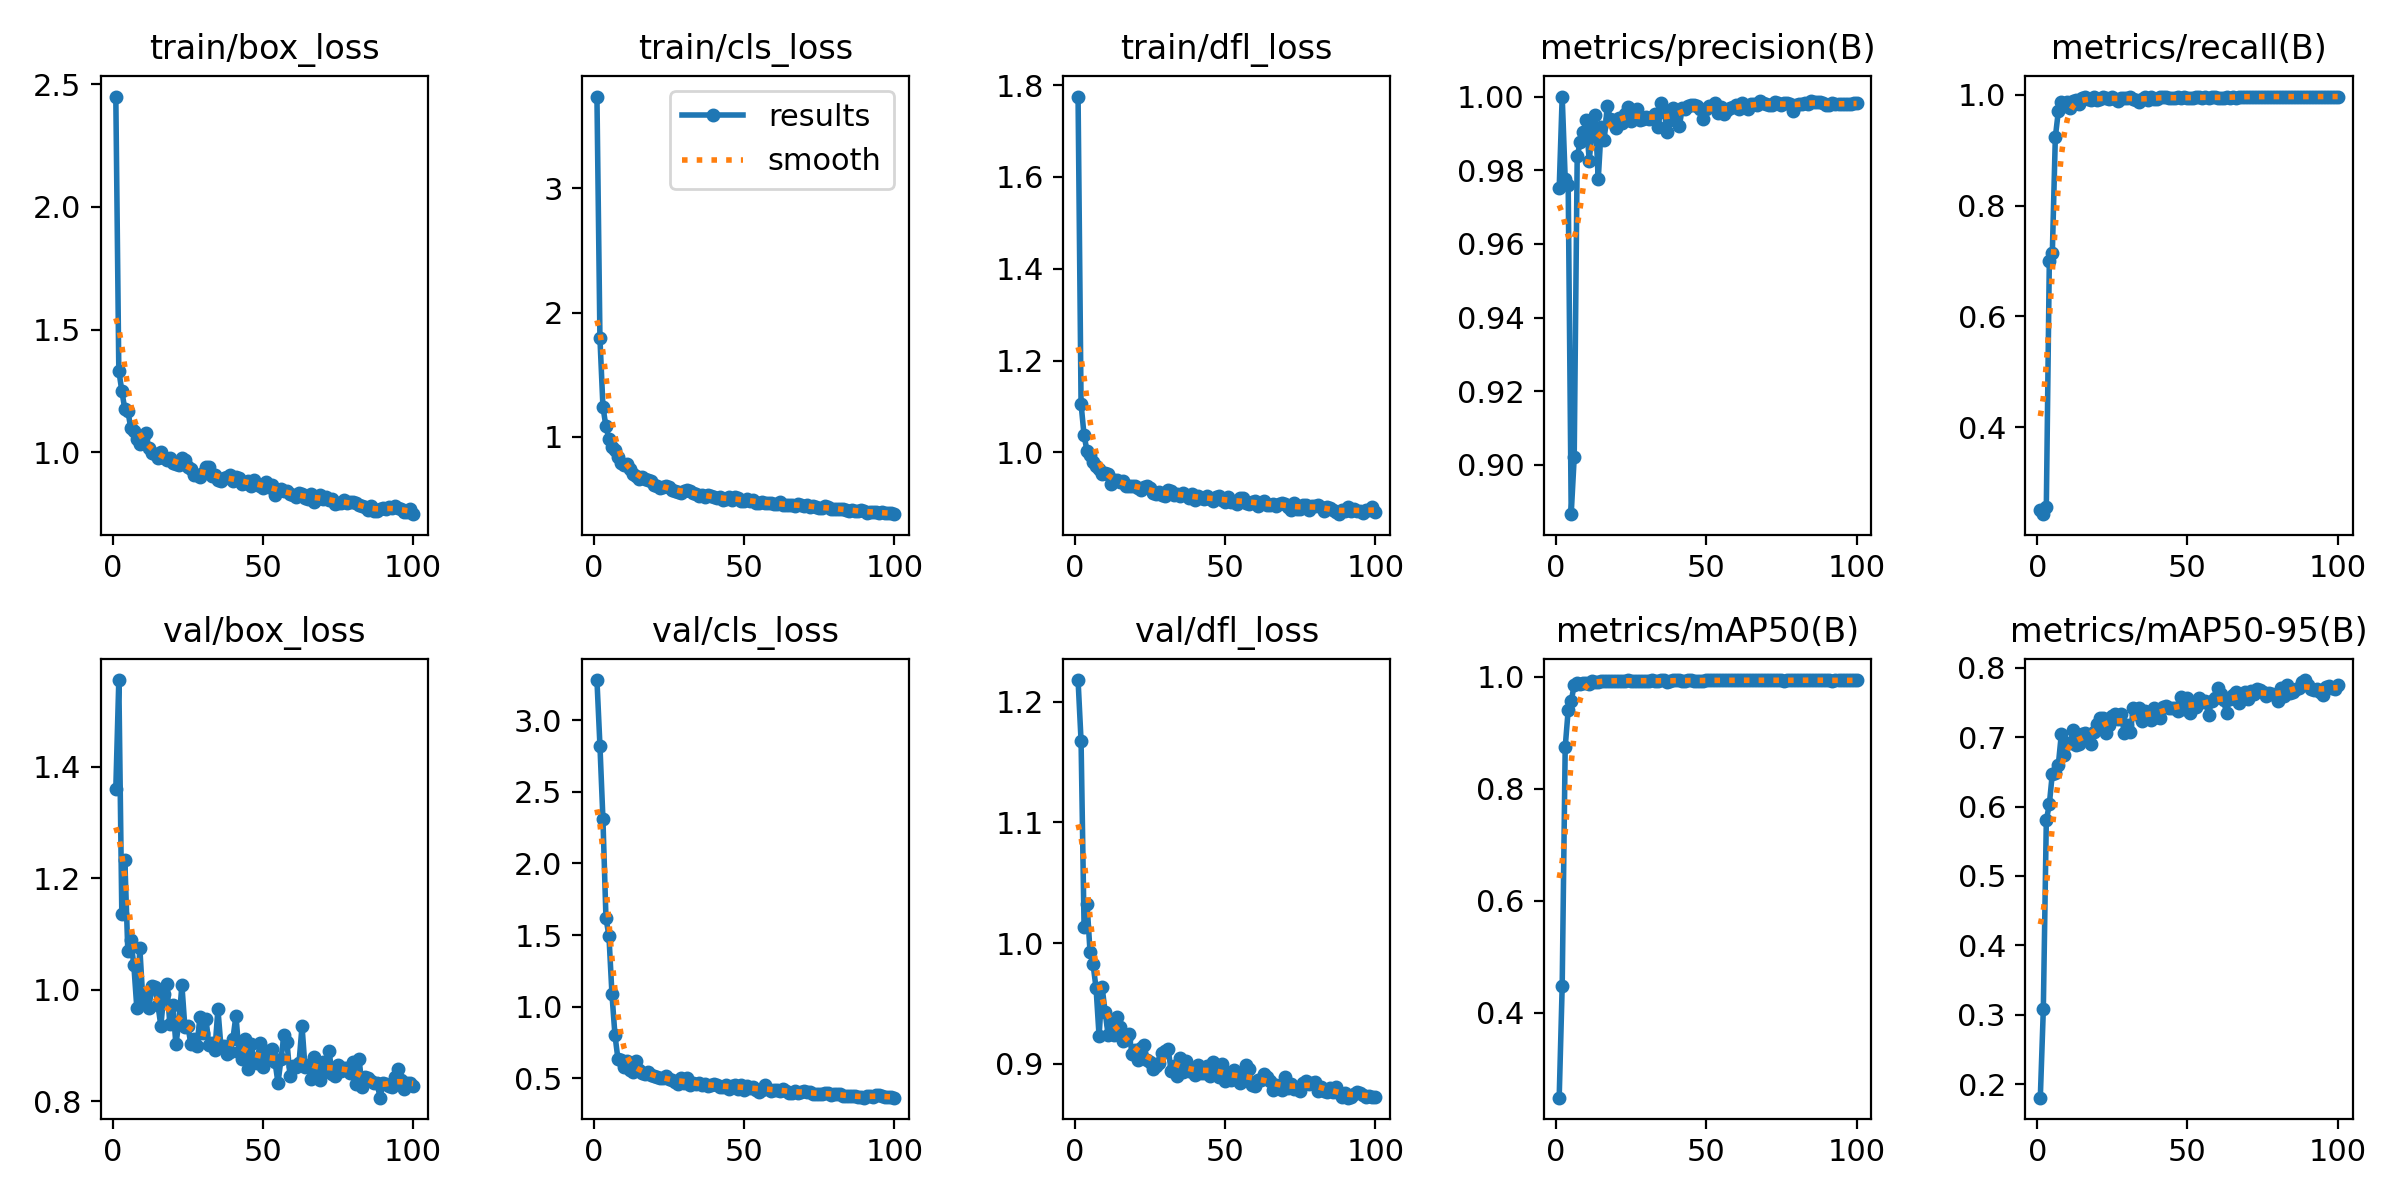 train/box_loss
2.5
2.0
1.5
1.0
0 50 100
train/cls_loss
results
smooth
3
2
1
0 50 100
train/dfl_loss
1.8
1.6
1.4
1.2
1.0
0 50 100
metrics/precision(B)
1.00
0.98
0.96
0.94
0.92
0.90
0 50 100
metrics/recall(B)
1.0
0.8
0.6
0.4
0 50 100
val/box_loss
1.4
1.2
1.0
0.8
0 50 100
val/cls_loss
3.0
2.5
2.0
1.5
1.0
0.5
0 50 100
val/dfl_loss
1.2
1.1
1.0
0.9
0 50 100
metrics/mAP50(B)
1.0
0.8
0.6
0.4
0 50 100
metrics/mAP50-95(B)
0.8
0.7
0.6
0.5
0.4
0.3
0.2
0 50 100